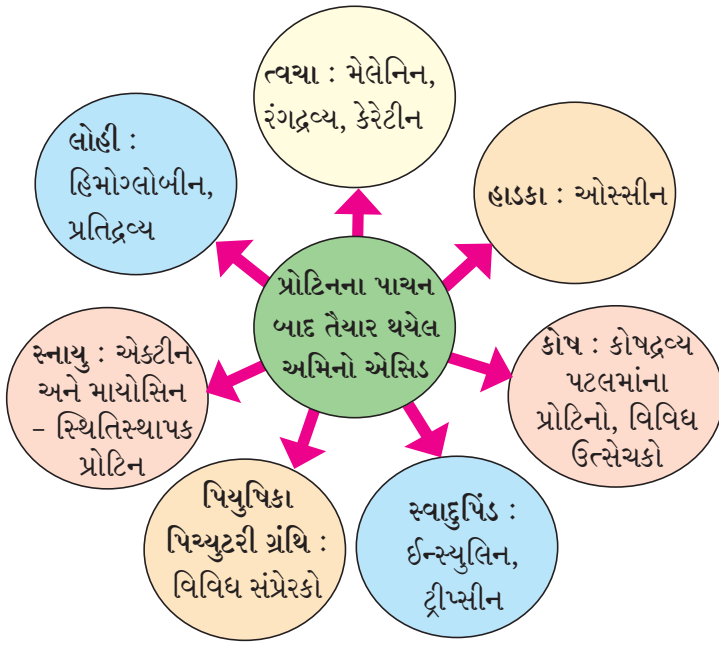 ત્વચા : મેલેનિન,
રંગદ્રવ્ય, કેરેટીન
લોહી :
હિમોગ્લોબીન,
પ્રતિદ્રવ્ય
હાડકા : ઓસ્સીન
પ્રોટિનના પાચન
બાદ તૈયાર થયેલ
અમિનો એસિડ
સ્નાયુ : એક્ટીન
અને માયોસિન
– સ્થિતિસ્થાપક
પ્રોટિન
કોષ : કોષદ્રવ્ય
પટલમાંના
પ્રોટિનો, વિવિધ
ઉત્સેચકો
પિયુષિકા
પિચ્યુટરી ગ્રંથિ :
વિવિધ સંપ્રેરકો
સ્વાદુપિંડ :
ઈન્સ્યુલિન,
ટ્રીપ્સીન